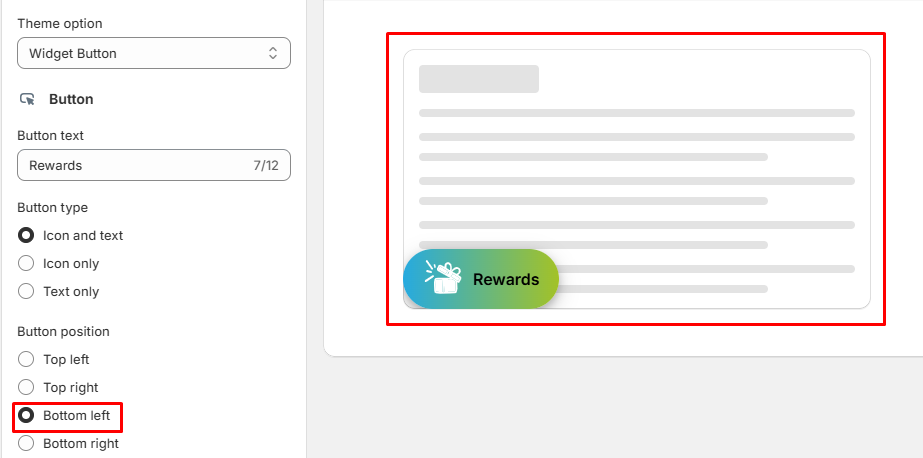 Theme option
Widget Button
Button
Button text
Rewards 7/12
Button type
Icon and text
Icon only
Text only
Button position
Top left
Top right
Bottom left
Bottom right
Rewards